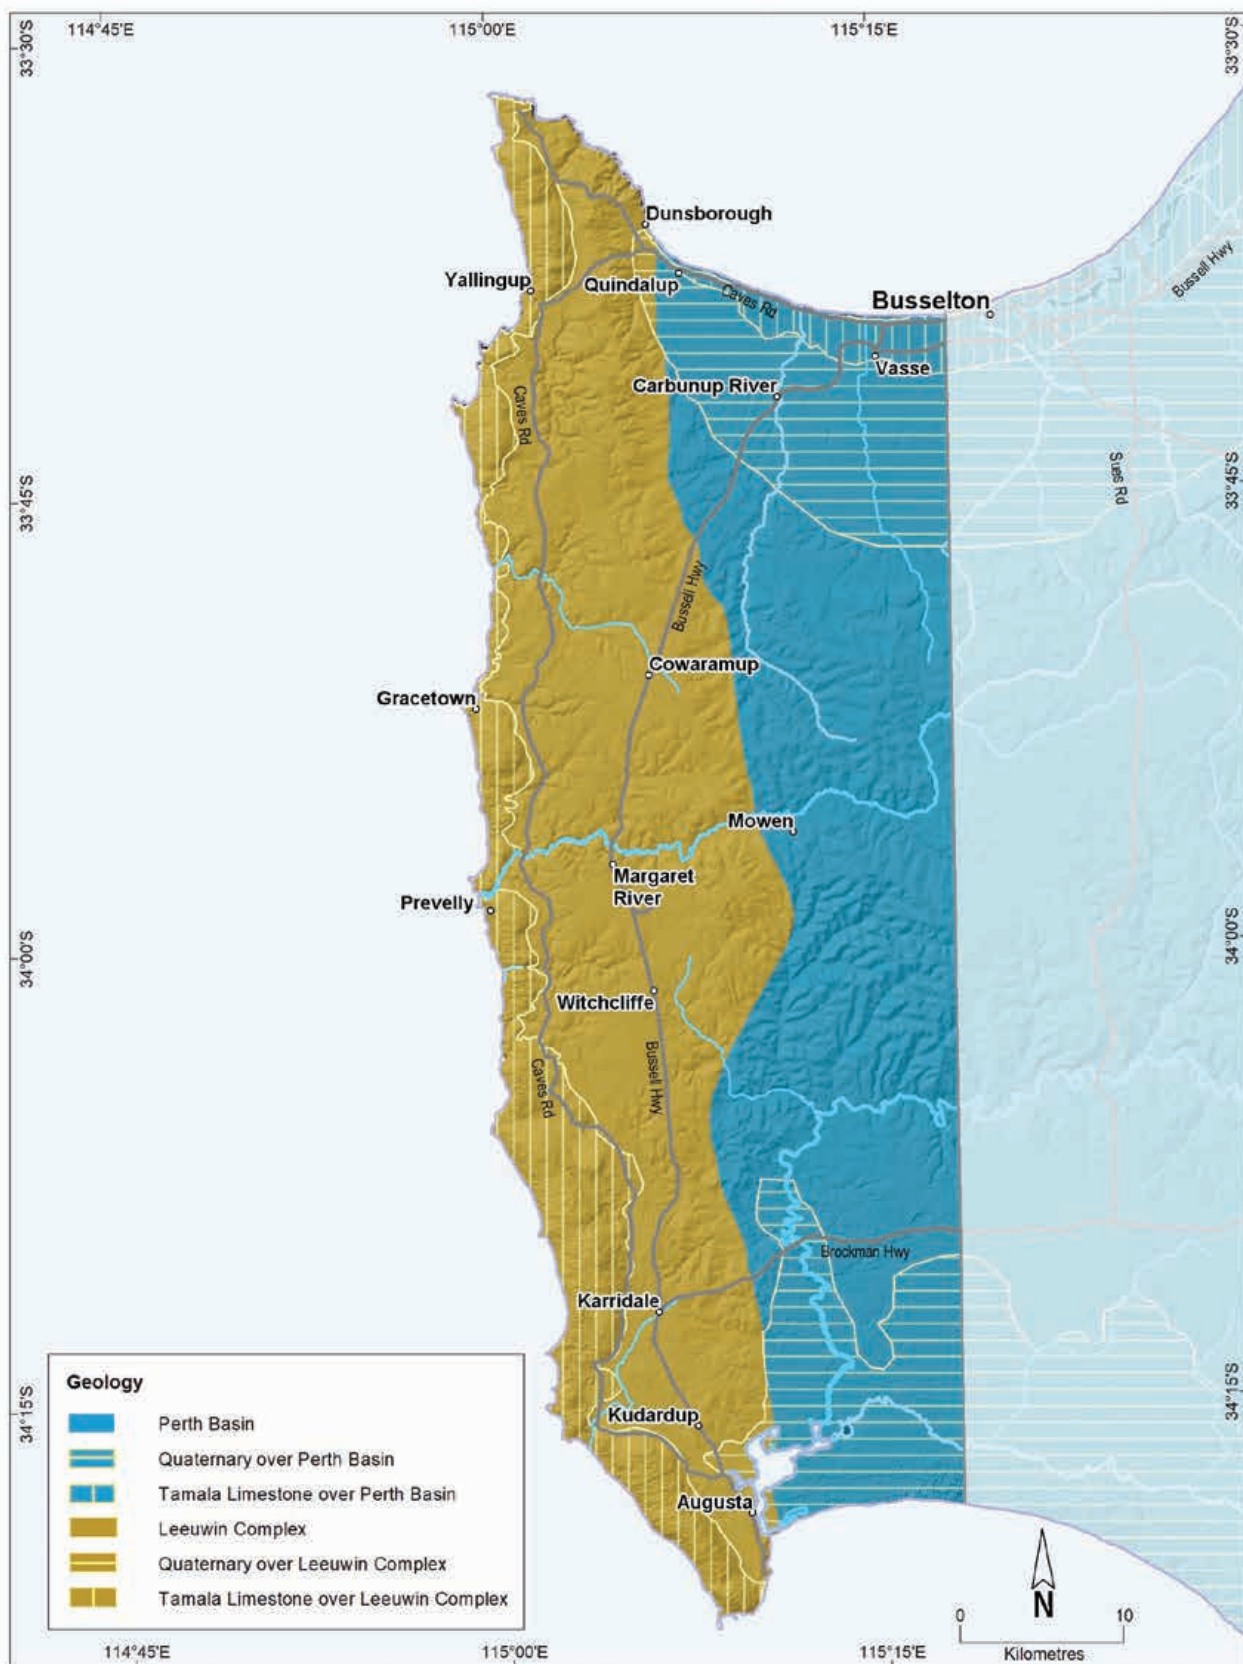 114°45'E
115°00'E
115°15'E
33°30'S
33°30'S
Dunsborough
Yallingup
Quindalup
Caves Rd
Busselton
Bussell Hwy
Vasse
Carbunup River
Caves Rd
33°45'S
Sues Rd
33°45'S
Bussell Hwy
Cowaramup
Gracetown
Mowen
Margaret
River
Prevelly
34°00'S
34°00'S
Witchcliffe
Caves Rd
Bussell Hwy
Brockman Hwy
Karridale
34°15'S
34°15'S
Kudardup
Augusta
Geology
Perth Basin
Quaternary over Perth Basin
Tamala Limestone over Perth Basin
Leeuwin Complex
Quaternary over Leeuwin Complex
Tamala Limestone over Leeuwin Complex
N
0 10
Kilometres
114°45'E
115°00'E
115°15'E